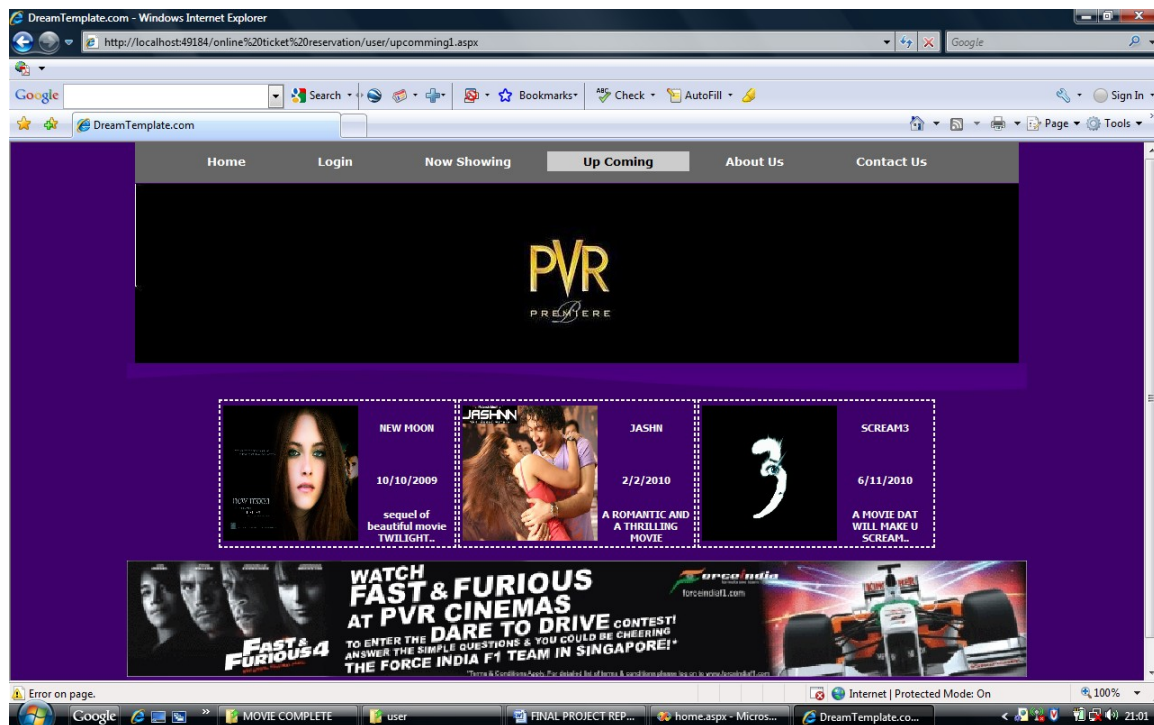 DreamTemplate.com - Windows Internet Explorer
http://localhost:49184/online%20ticket%20reservation/user/upcomming1.aspx
Google
Google
Search
Bookmarks
ABC
Check
AutoFill
Sign In
DreamTemplate.com
Page
Tools
Home
Login
Now Showing
Up Coming
About Us
Contact Us
PVR
PREMIERE
new moon
NEW MOON
10/10/2009
sequel of
beautiful movie
TWILIGHT..
JASHNN
JASHN
2/2/2010
A ROMANTIC AND
A THRILLING
MOVIE
3
SCREAM3
6/11/2010
A MOVIE DAT
WILL MAKE U
SCREAM..
FAST &
FURIOUS 4
WATCH
FAST & FURIOUS
AT PVR CINEMAS
TO ENTER THE DARE TO DRIVE CONTEST!
ANSWER THE SIMPLE QUESTIONS & YOU COULD BE CHEERING
THE FORCE INDIA F1 TEAM IN SINGAPORE!*
Force india
forceindiaf1.com
Error on page.
Internet | Protected Mode: On
100%
Google
MOVIE COMPLETE
user
FINAL PROJECT REP...
home.aspx - Micros...
DreamTemplate.co...
21:01